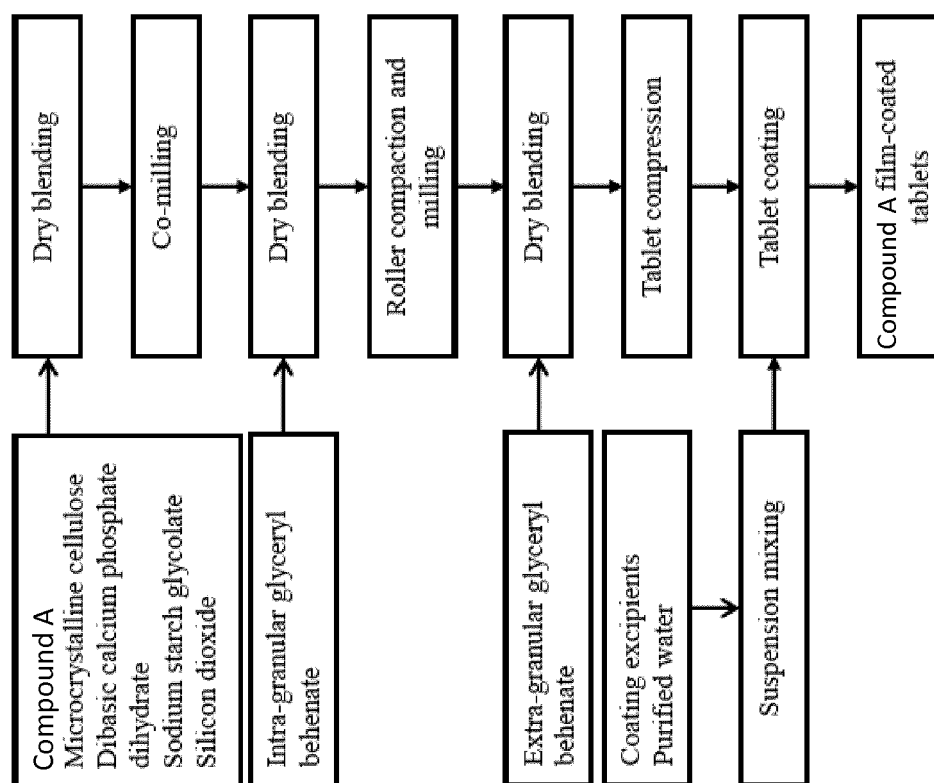 Compound A
Microcrystalline cellulose
Dibasic calcium phosphate
dihydrate
Sodium starch glycolate
Silicon dioxide
Dry blending
Co-milling
Intra-granular glyceryl
behenate
Dry blending
Roller compaction and
milling
Extra-granular glyceryl
behenate
Dry blending
Coating excipients
Purified water
Tablet compression
Suspension mixing
Tablet coating
Compound A film-coated
tablets